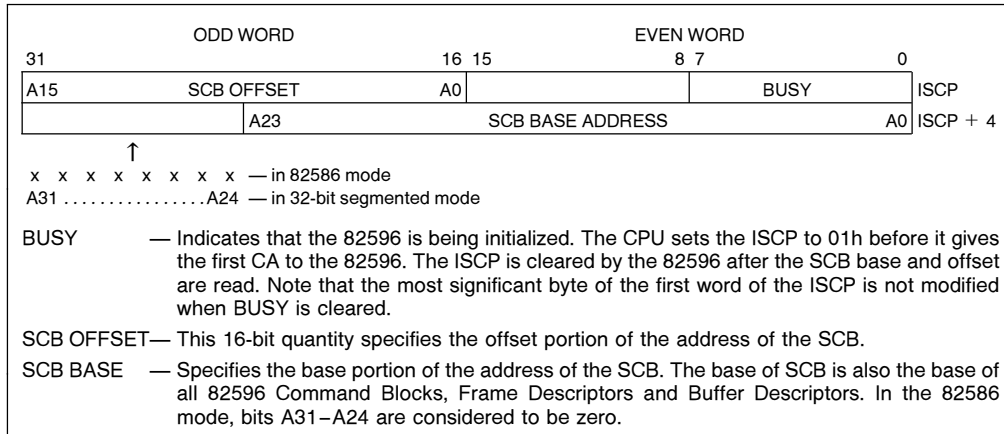 ODD WORD EVEN WORD
31 16 15 8 7 0
A15 SCB OFFSET A0 BUSY ISCP
A23 SCB BASE ADDRESS A0 ISCP + 4
↑
x x x x x x x x — in 82586 mode
A31 . . . . . . . . . . . . . . . . A24 — in 32-bit segmented mode
BUSY — Indicates that the 82596 is being initialized. The CPU sets the ISCP to 01h before it gives
the first CA to the 82596. The ISCP is cleared by the 82596 after the SCB base and offset
are read. Note that the most significant byte of the first word of the ISCP is not modified
when BUSY is cleared.
SCB OFFSET— This 16-bit quantity specifies the offset portion of the address of the SCB.
SCB BASE — Specifies the base portion of the address of the SCB. The base of SCB is also the base of
all 82596 Command Blocks, Frame Descriptors and Buffer Descriptors. In the 82586
mode, bits A31–A24 are considered to be zero.